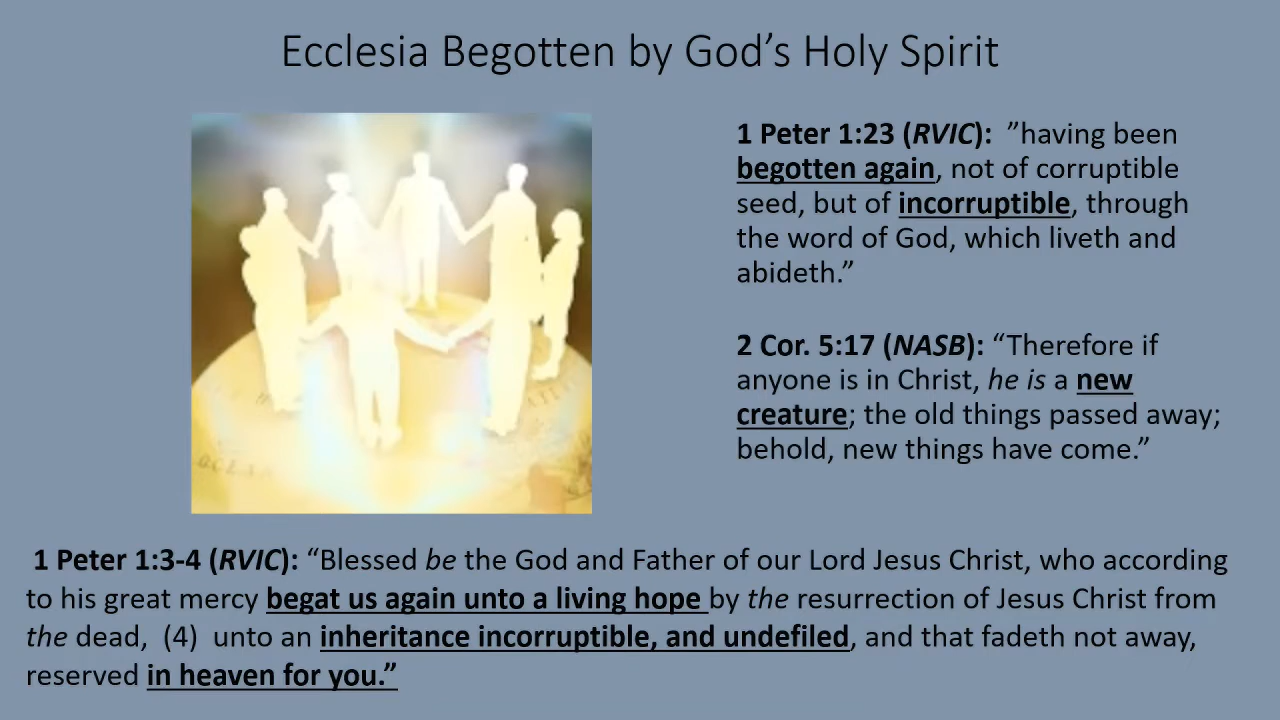 Ecclesia Begotten by God’s Holy Spirit
1 Peter 1:23 (RVIC):  ”having been
begotten again, not of corruptible
seed, but of incorruptible, through
the word of God, which liveth and
abideth.”
2 Cor. 5:17 (NASB): “Therefore if
anyone is in Christ, he is a new
creature; the old things passed away;
behold, new things have come.”
OCEAN
1 Peter 1:3-4 (RVIC): “Blessed be the God and Father of our Lord Jesus Christ, who according
to his great mercy begat us again unto a living hope by the resurrection of Jesus Christ from
the dead,  (4)  unto an inheritance incorruptible, and undefiled, and that fadeth not away,
reserved in heaven for you.”